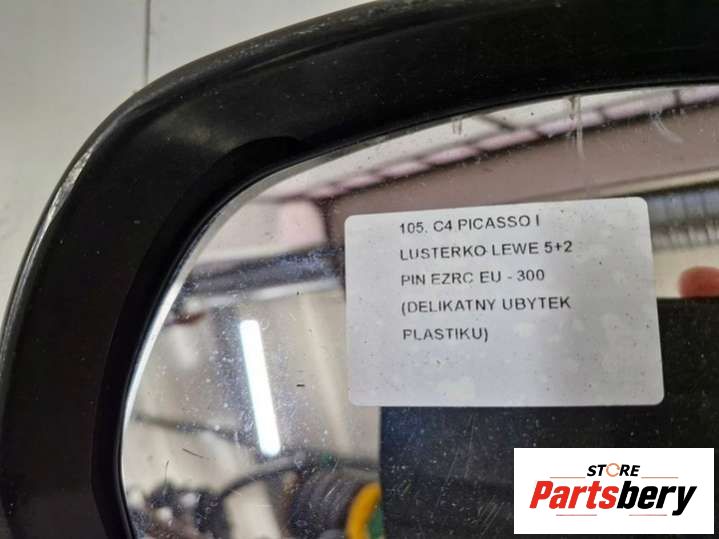 105. C4 PICASSO I
LUSTERKO LEWE 5+2
PIN EZRC EU - 300
(DELIKATNY UBYTEK
PLASTIKU)
STORE
Partsbery